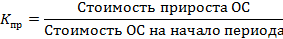 Kпр = Стоимость прироста ОС / Стоимость ОС на начало периода